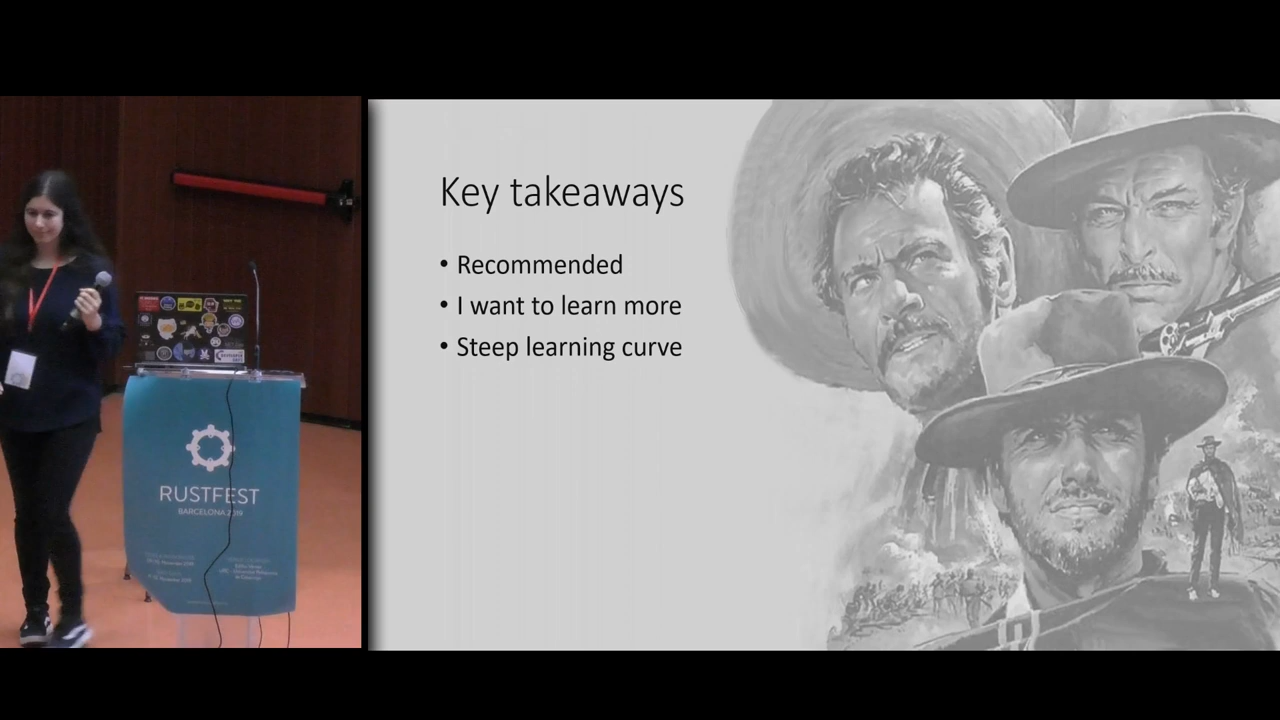 Key takeaways
• Recommended
• I want to learn more
• Steep learning curve
RUSTFEST
BARCELONA 2019